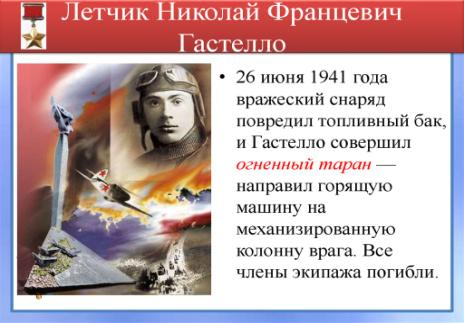 Летчик Николай Францевич
Гастелло
• 26 июня 1941 года
вражеский снаряд
повредил топливный бак,
и Гастелло совершил
огненный таран —
направил горящую
машину на
механизированную
колонну врага. Все
члены экипажа погибли.